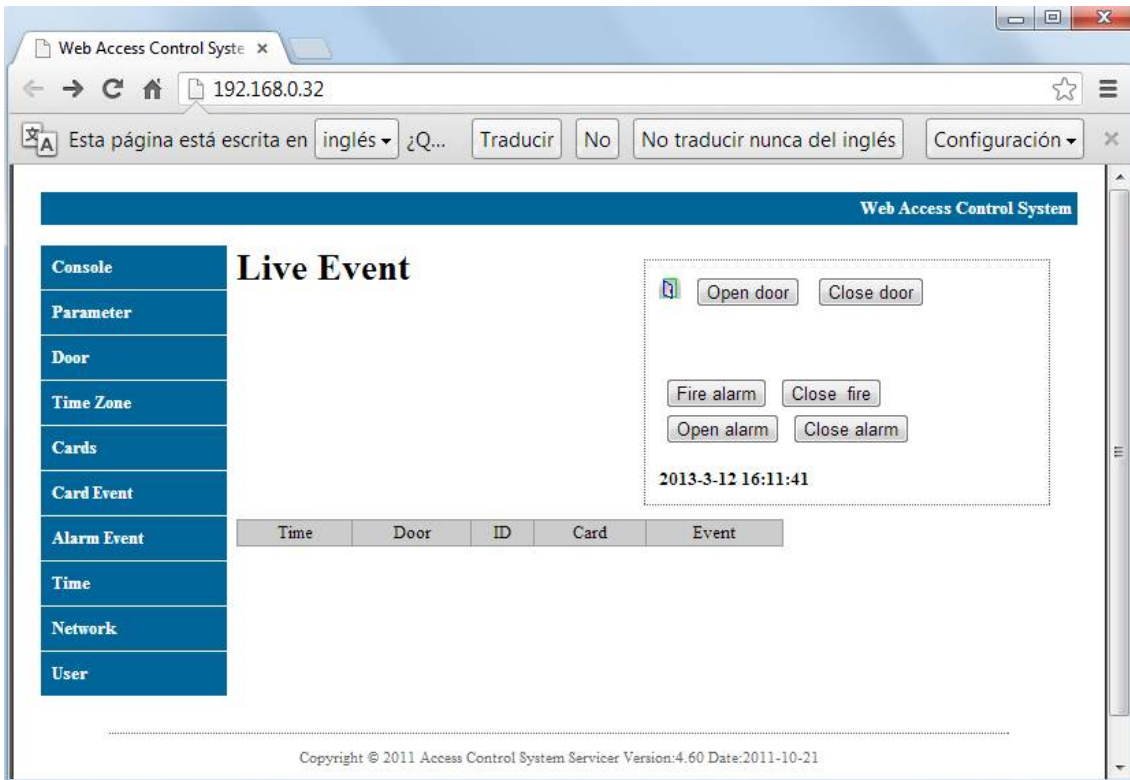 Web Access Control Syste
192.168.0.32
Esta página está escrita en inglés ¿Q... Traducir No No traducir nunca del inglés Configuración
Web Access Control System
Console
Parameter
Door
Time Zone
Cards
Card Event
Alarm Event
Time
Network
User
Live Event
Open door Close door
Fire alarm Close fire
Open alarm Close alarm
2013-3-12 16:11:41
Time Door ID Card Event
Copyright © 2011 Access Control System Servicer Version:4.60 Date:2011-10-21